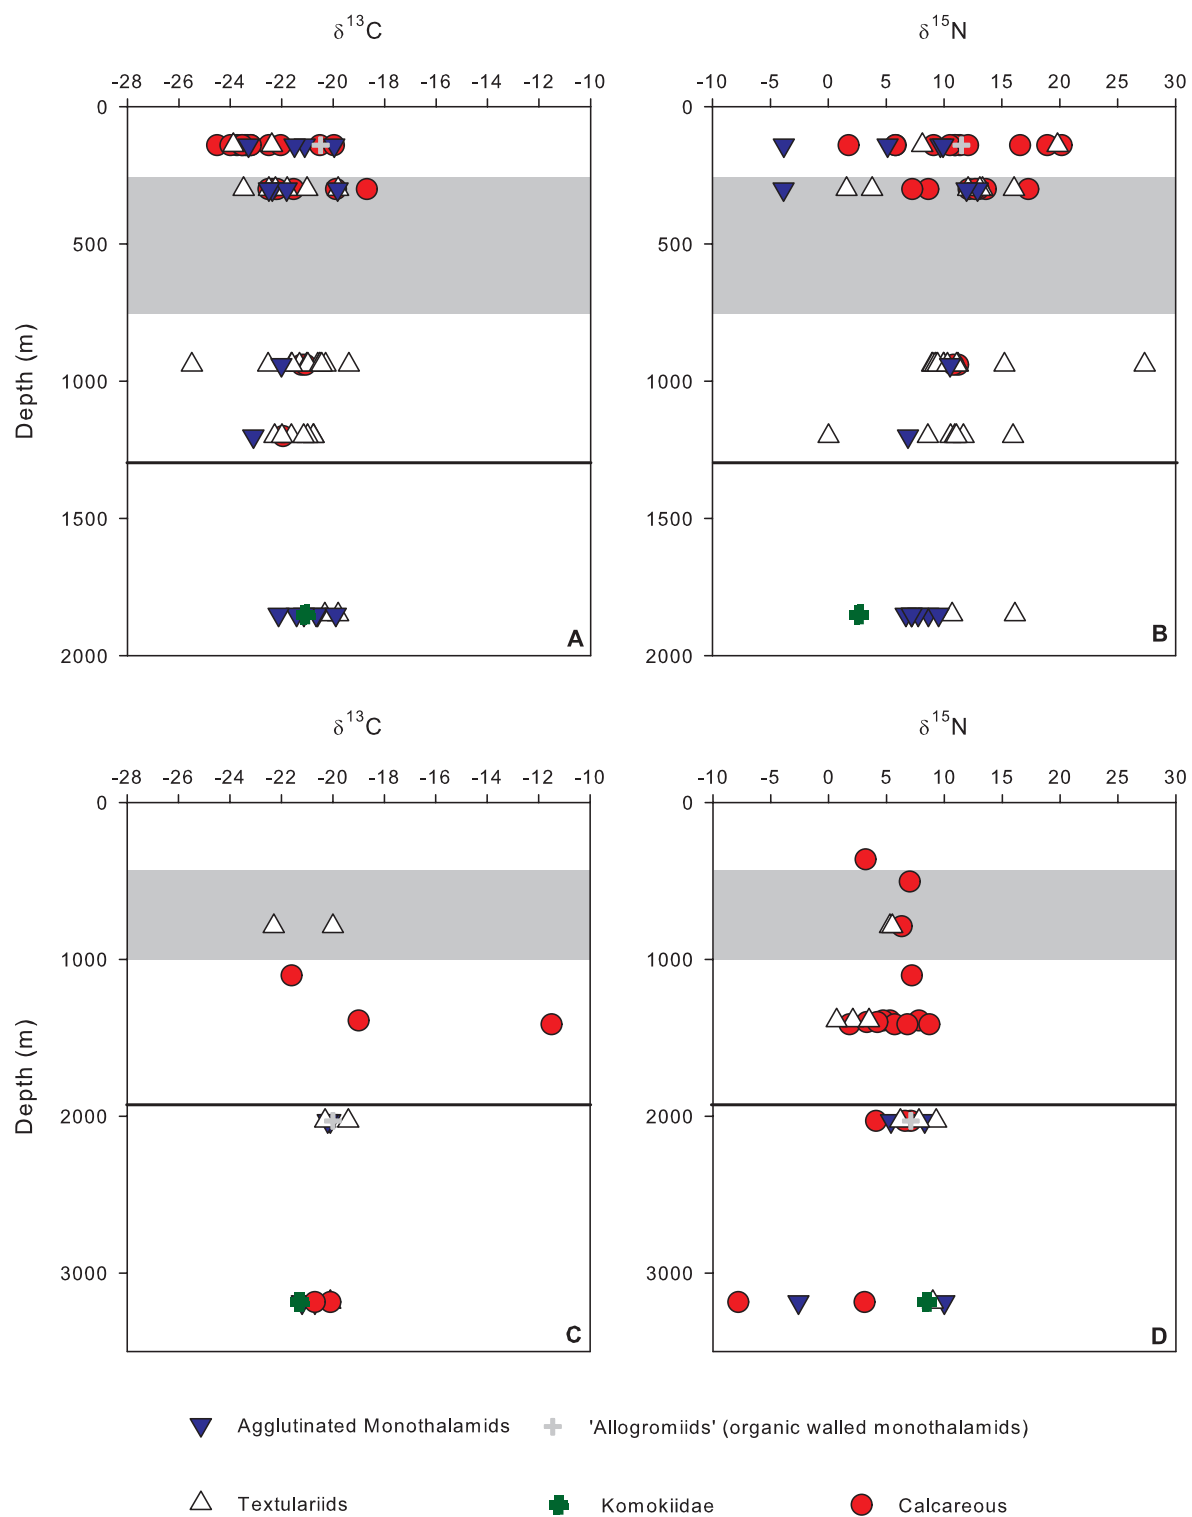 δ13C δ15N
-28 -26 -24 -22 -20 -18 -16 -14 -12 -10 -10 -5 0 5 10 15 20 25 30
0 0
500 500
Depth (m)
1000 1000
1500 1500
2000 2000
A B
δ13C δ15N
-28 -26 -24 -22 -20 -18 -16 -14 -12 -10 -10 -5 0 5 10 15 20 25 30
0 0
1000 1000
Depth (m)
2000 2000
3000 3000
C D
Agglutinated Monothalamids 'Allogromiids' (organic walled monothalamids)
Textulariids Komokiidae Calcareous